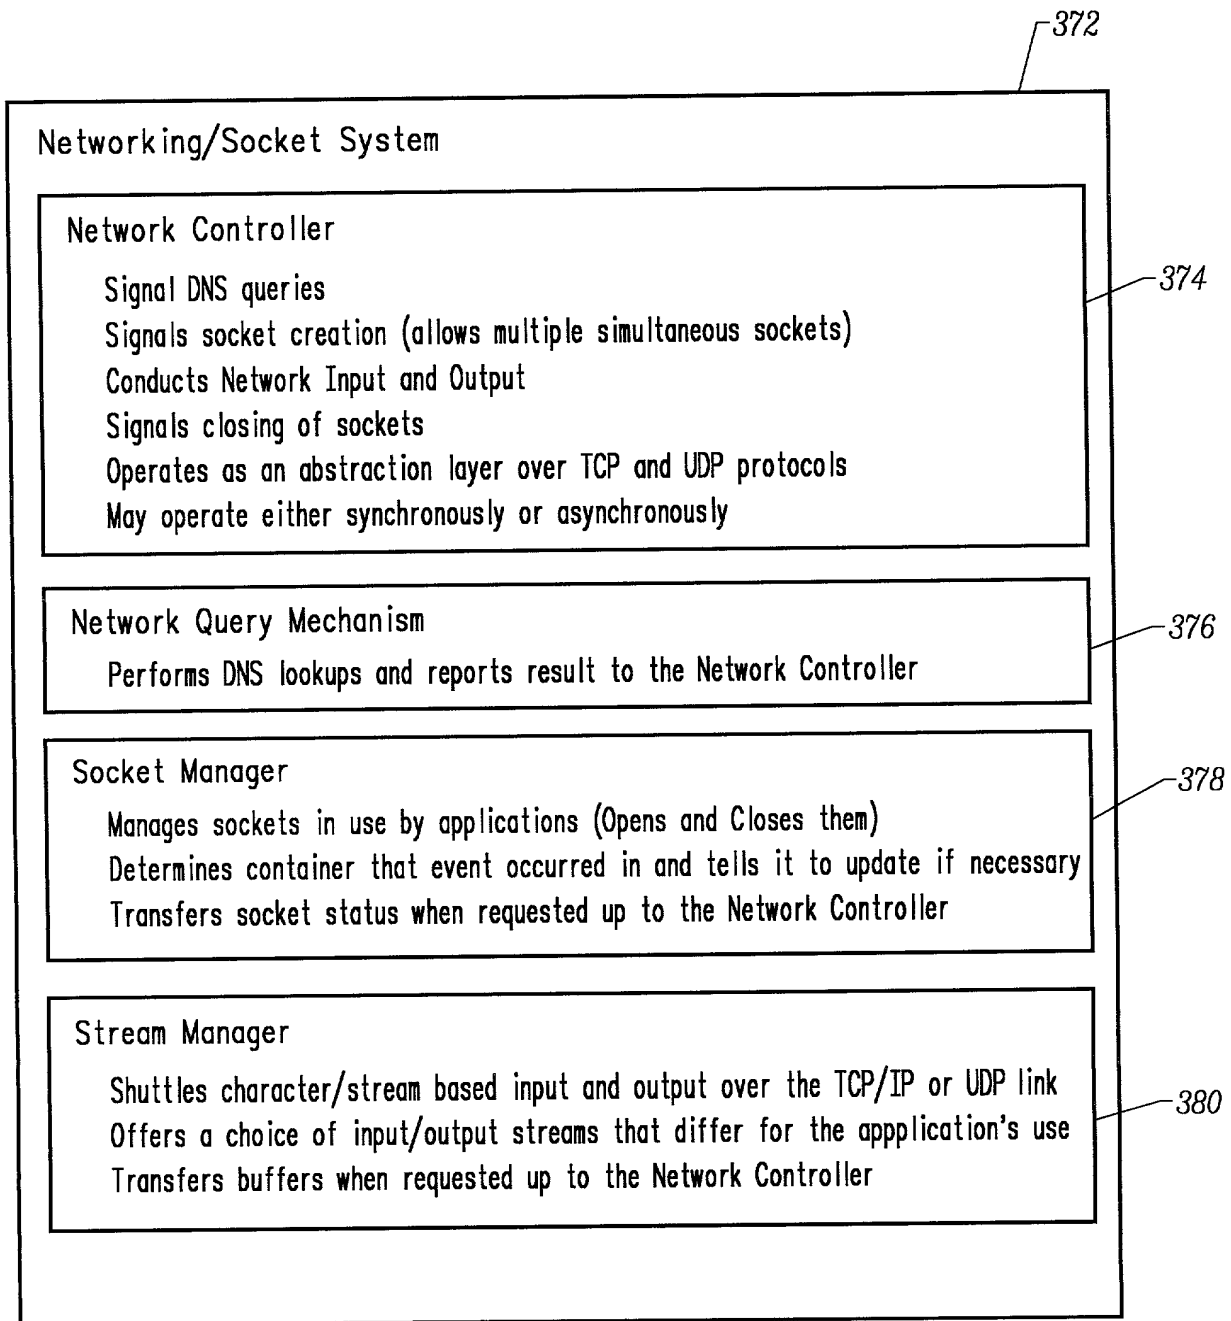 372
Networking/Socket System
Network Controller
374
Signal DNS queries
Signals socket creation (allows multiple simultaneous sockets)
Conducts Network Input and Output
Signals closing of sockets
Operates as an abstraction layer over TCP and UDP protocols
May operate either synchronously or asynchronously
Network Query Mechanism
376
Performs DNS lookups and reports result to the Network Controller
Socket Manager
378
Manages sockets in use by applications (Opens and Closes them)
Determines container that event occurred in and tells it to update if necessary
Transfers socket status when requested up to the Network Controller
Stream Manager
Shuttles character/stream based input and output over the TCP/IP or UDP link
380
Offers a choice of input/output streams that differ for the appplication's use
Transfers buffers when requested up to the Network Controller